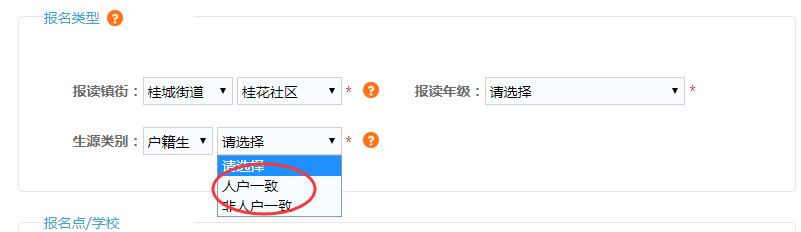 报名类型 ?
报读镇街： 桂城街道 桂花社区 * ? 报读年级： 请选择 *
生源类别： 户籍生 请选择 * ?
请选择
人户一致
非人户一致
报名点/学校